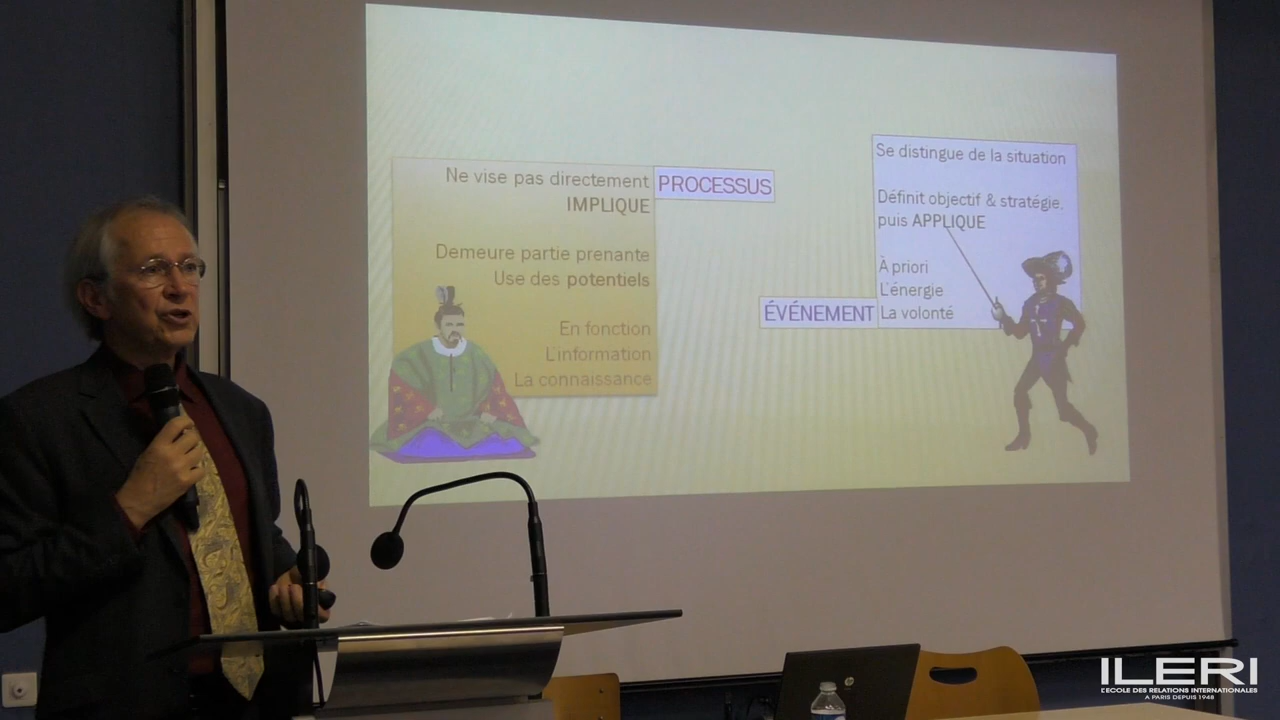 Ne vise pas directement
IMPLIQUE
Demeure partie prenante
Use des potentiels
En fonction
L'information
La connaissance
PROCESSUS
Se distingue de la situation
Définit objectif & stratégie,
puis APPLIQUE
À priori
L'énergie
La volonté
ÉVÉNEMENT
hp
ILERI
L'ECOLE DES RELATIONS INTERNATIONALES
A PARIS DEPUIS 1948